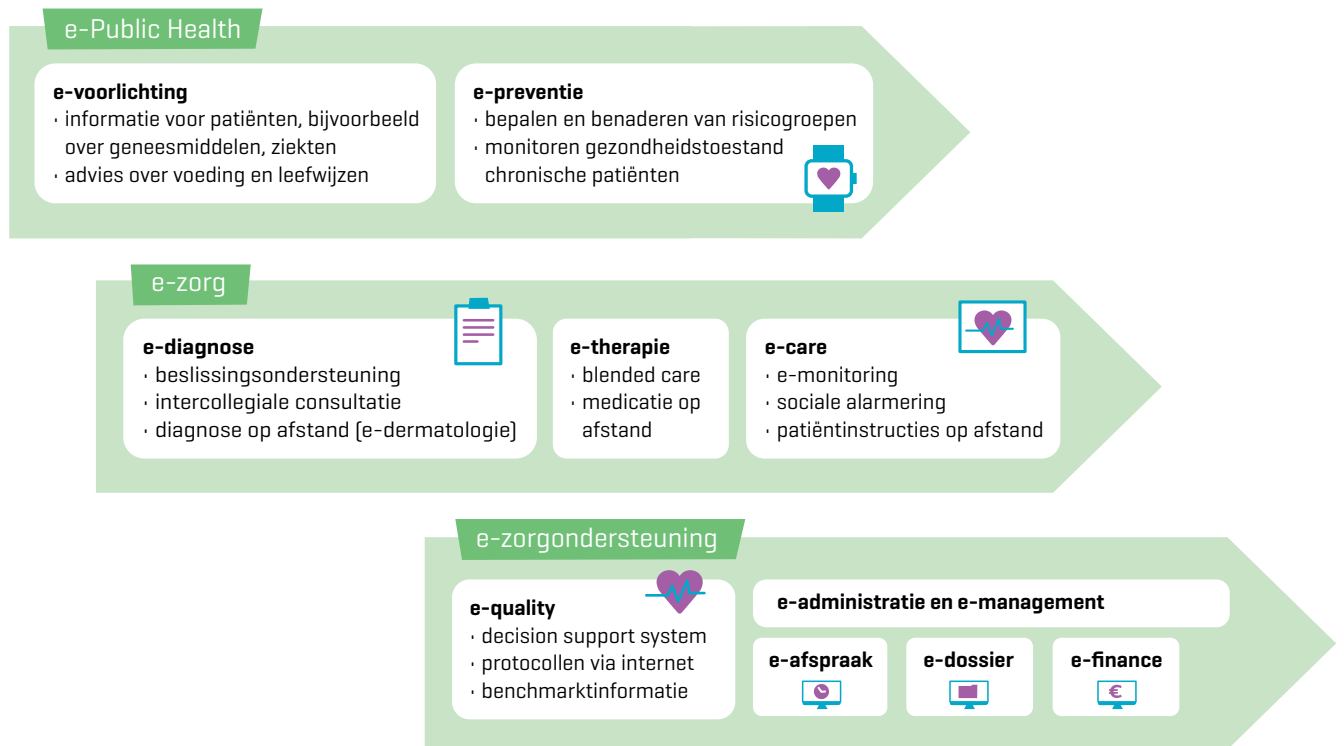 e-Public Health
e-voorlichting
· informatie voor patiënten, bijvoorbeeld
over geneesmiddelen, ziekten
· advies over voeding en leefwijzen
e-preventie
· bepalen en benaderen van risicogroepen
· monitoren gezondheidstoestand
chronische patiënten
e-zorg
e-diagnose
· beslissingsondersteuning
· intercollegiale consultatie
· diagnose op afstand (e-dermatologie)
e-therapie
· blended care
· medicatie op
afstand
e-care
· e-monitoring
· sociale alarmering
· patiëntinstructies op afstand
e-zorgondersteuning
e-quality
· decision support system
· protocollen via internet
· benchmarktinformatie
e-administratie en e-management
e-afspraak
e-dossier
e-finance
€